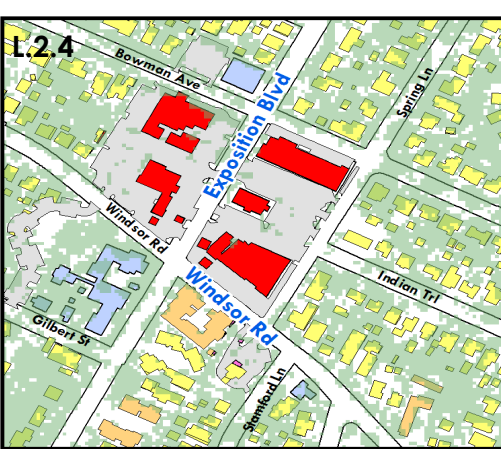 L.2.4
Bowman Ave
Exposition Blvd
Spring Ln
Windsor Rd
Windsor Rd
Indian Trl
Gilbert St
Stamford Ln